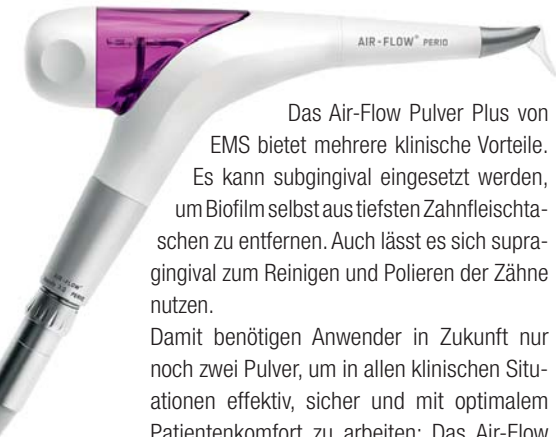 AIR-FLOW® PERIO
Das Air-Flow Pulver Plus von
EMS bietet mehrere klinische Vorteile.
Es kann subgingival eingesetzt werden,
um Biofilm selbst aus tiefsten Zahnfleischta-
schen zu entfernen. Auch lässt es sich supra-
gingival zum Reinigen und Polieren der Zähne
nutzen.
AIR-FLOW®
PERIO
Damit benötigen Anwender in Zukunft nur
noch zwei Pulver, um in allen klinischen Situ-
ationen effektiv, sicher und mit optimalem
Patientenkomfort zu arbeiten: Das Air-Flow